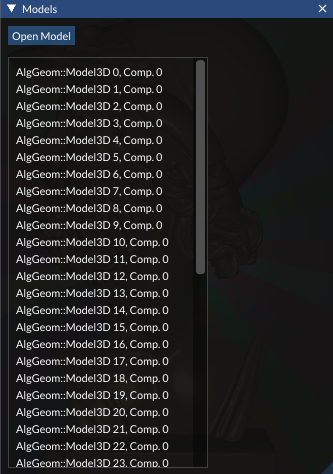 Models
Open Model
AlgGeom::Model3D 0, Comp. 0
AlgGeom::Model3D 1, Comp. 0
AlgGeom::Model3D 2, Comp. 0
AlgGeom::Model3D 3, Comp. 0
AlgGeom::Model3D 4, Comp. 0
AlgGeom::Model3D 5, Comp. 0
AlgGeom::Model3D 6, Comp. 0
AlgGeom::Model3D 7, Comp. 0
AlgGeom::Model3D 8, Comp. 0
AlgGeom::Model3D 9, Comp. 0
AlgGeom::Model3D 10, Comp. 0
AlgGeom::Model3D 11, Comp. 0
AlgGeom::Model3D 12, Comp. 0
AlgGeom::Model3D 13, Comp. 0
AlgGeom::Model3D 14, Comp. 0
AlgGeom::Model3D 15, Comp. 0
AlgGeom::Model3D 16, Comp. 0
AlgGeom::Model3D 17, Comp. 0
AlgGeom::Model3D 18, Comp. 0
AlgGeom::Model3D 19, Comp. 0
AlgGeom::Model3D 20, Comp. 0
AlgGeom::Model3D 21, Comp. 0
AlgGeom::Model3D 22, Comp. 0
AlgGeom::Model3D 23, Comp. 0